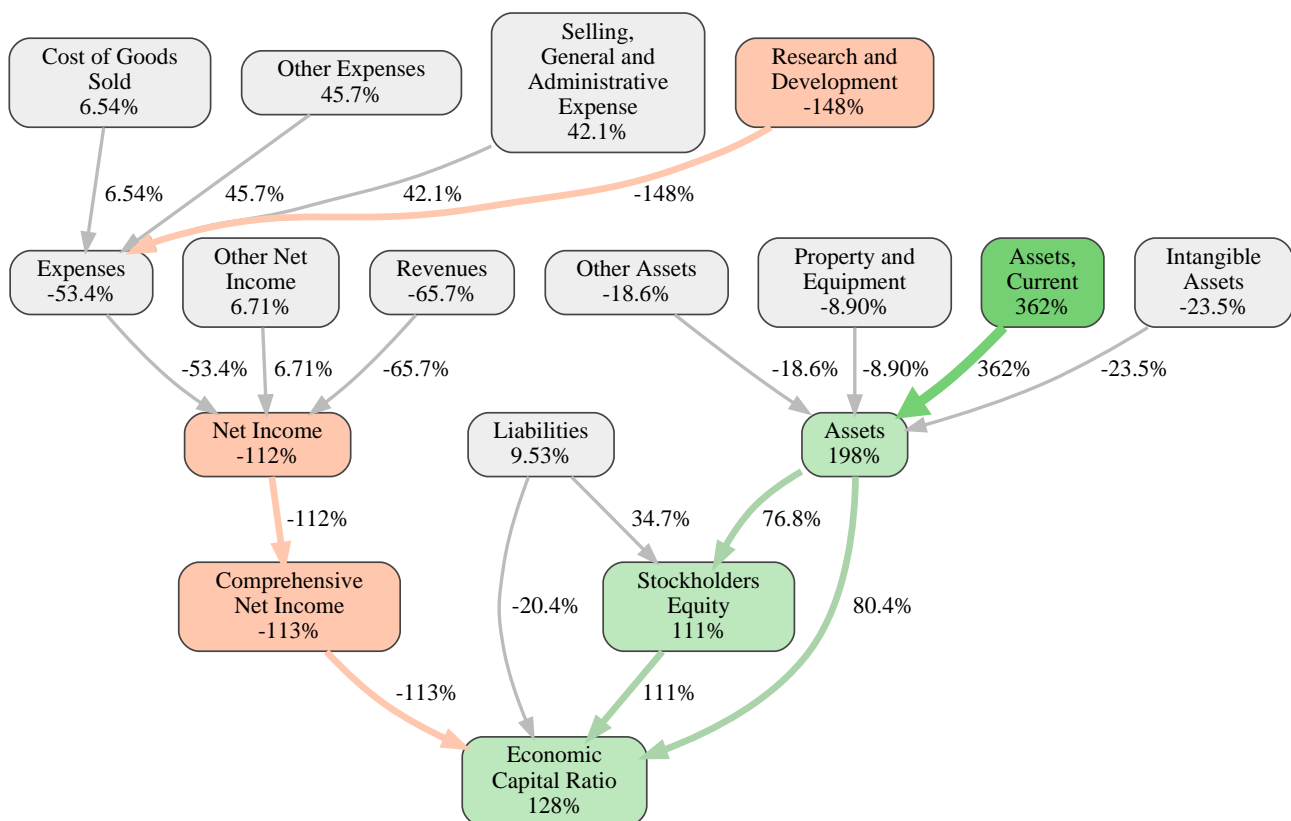 Cost of Goods
Sold
6.54%
Other Expenses
45.7%
Selling,
General and
Administrative
Expense
42.1%
Research and
Development
-148%
6.54%
45.7%
42.1%
-148%
Expenses
-53.4%
Other Net
Income
6.71%
Revenues
-65.7%
Other Assets
-18.6%
Property and
Equipment
-8.90%
Assets,
Current
362%
Intangible
Assets
-23.5%
-53.4%
6.71%
-65.7%
-18.6%
-8.90%
362%
-23.5%
Net Income
-112%
Liabilities
9.53%
Assets
198%
-112%
34.7%
76.8%
Comprehensive
Net Income
-113%
-20.4%
Stockholders
Equity
111%
80.4%
-113%
111%
Economic
Capital Ratio
128%